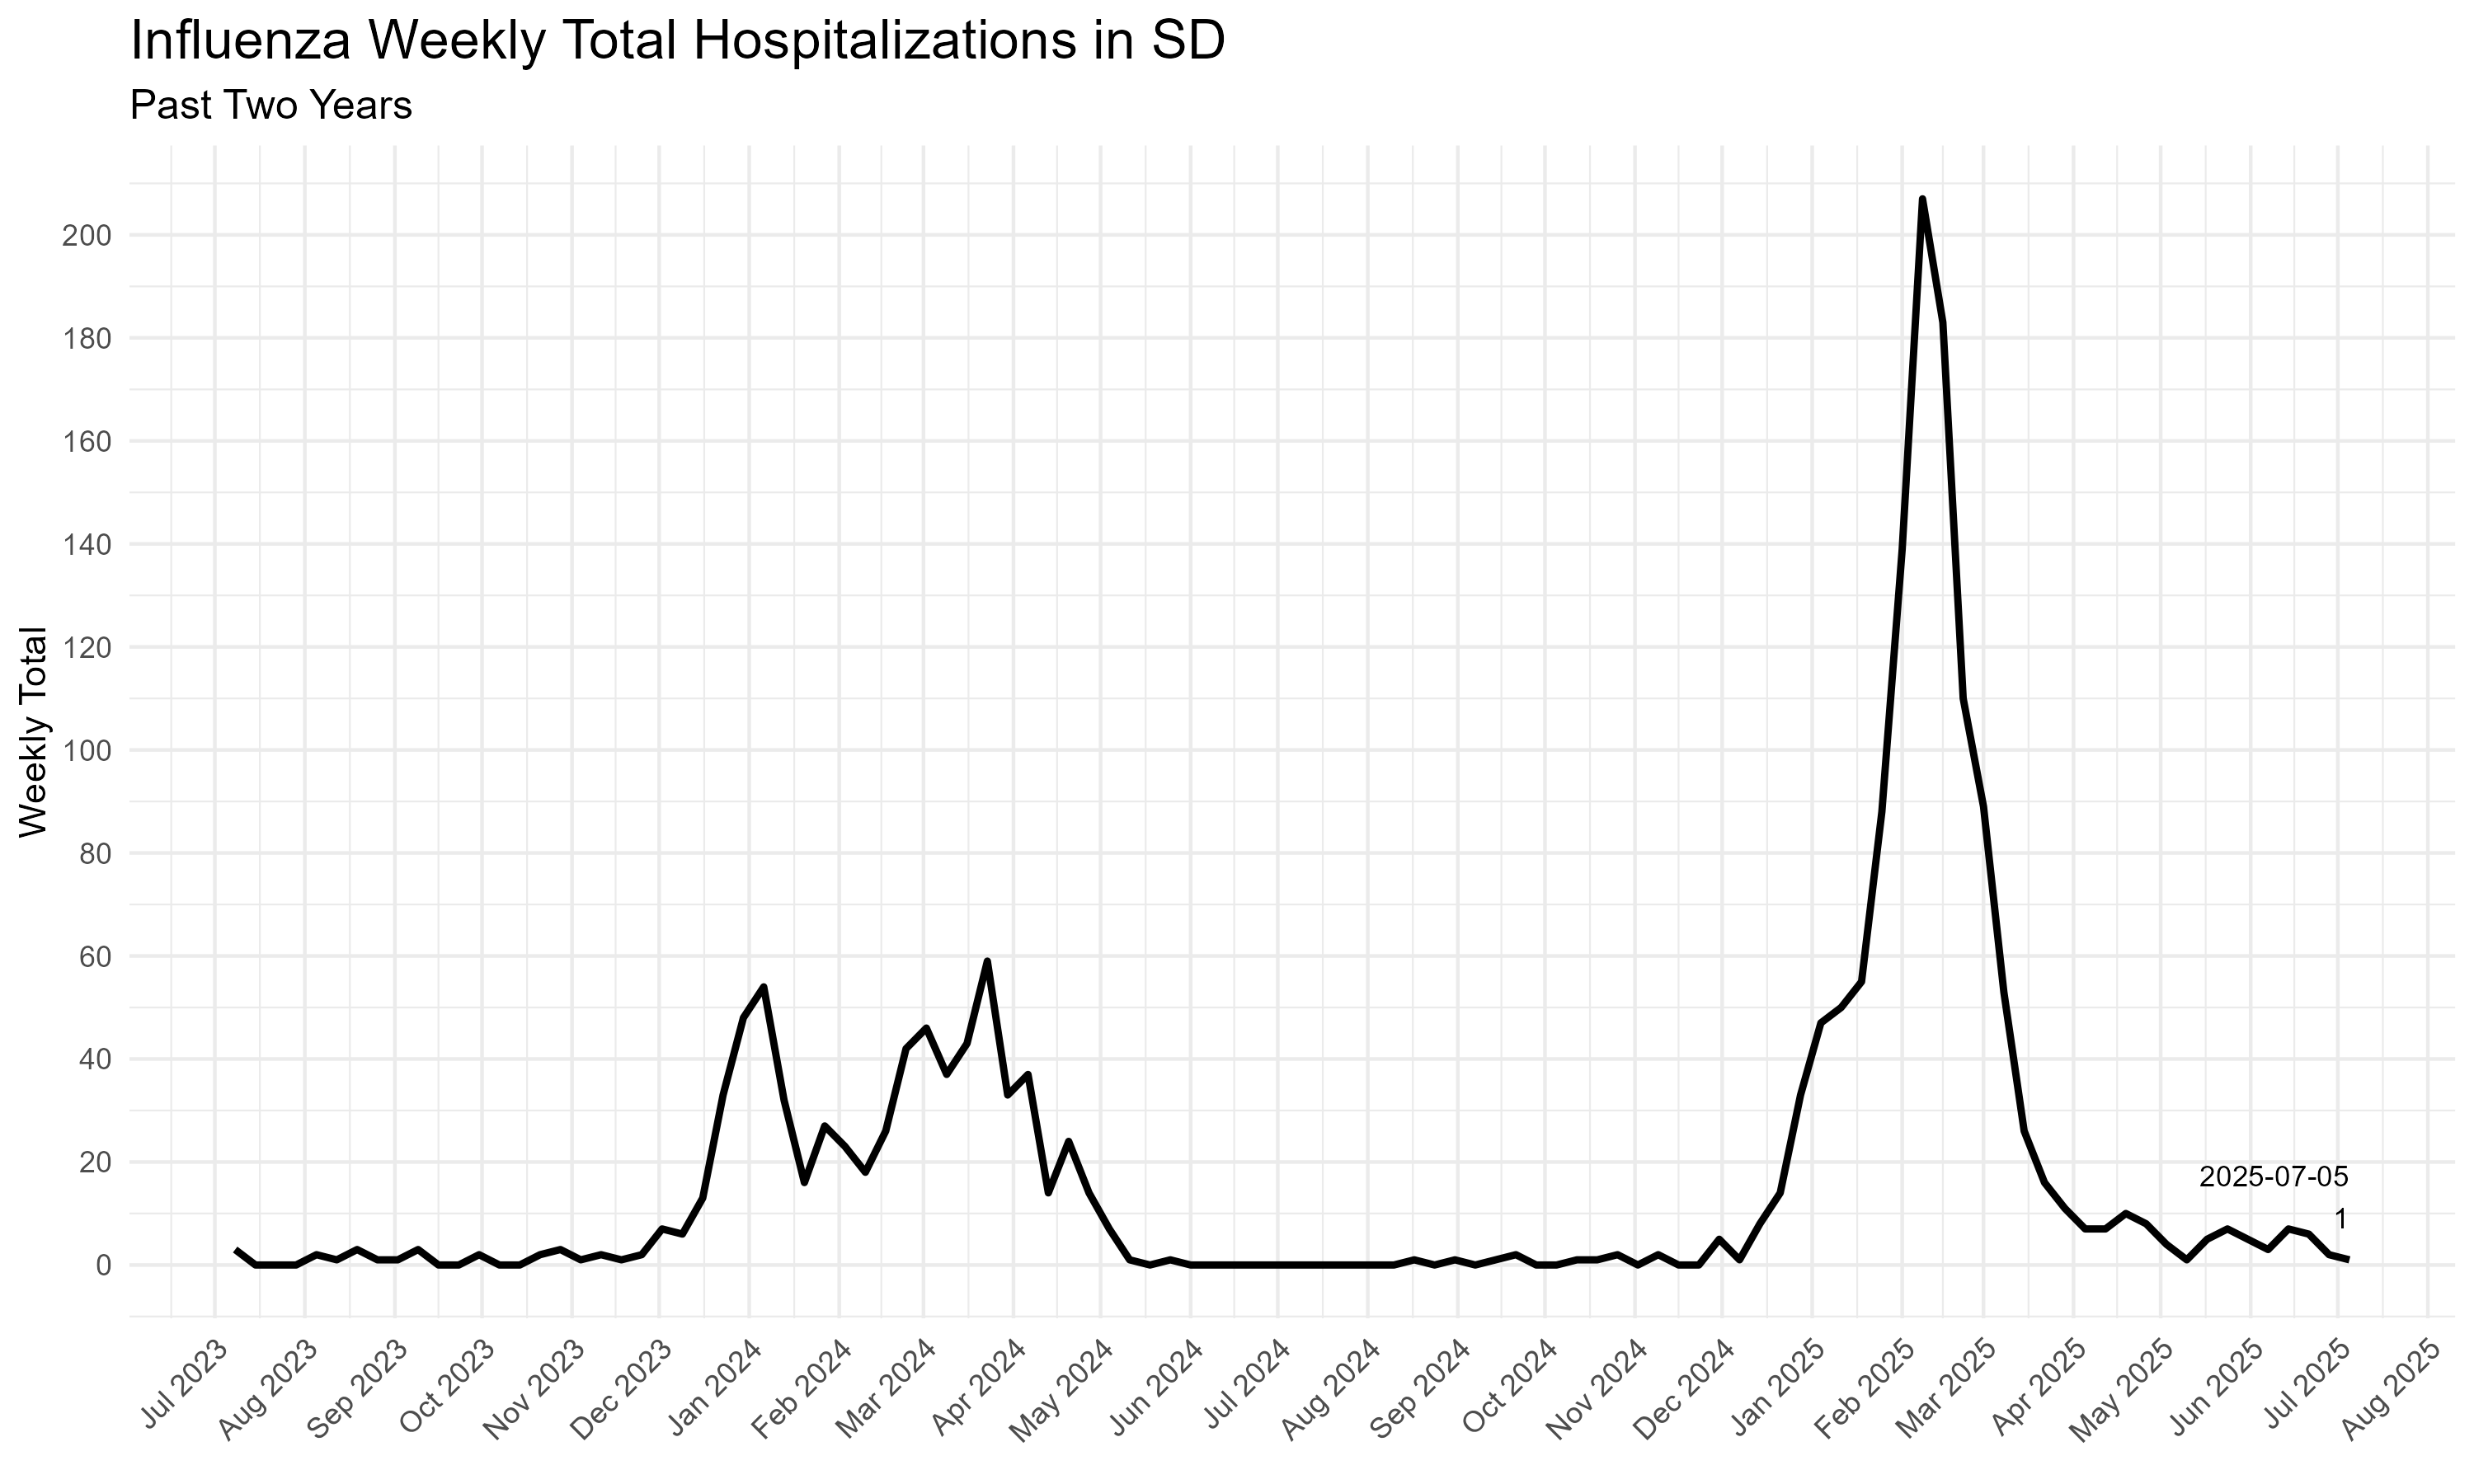 Influenza Weekly Total Hospitalizations in SD
Past Two Years
Weekly Total
200
180
160
140
120
100
80
60
40
20
0
2025-07-05
1
Jul 2023
Aug 2023
Sep 2023
Oct 2023
Nov 2023
Dec 2023
Jan 2024
Feb 2024
Mar 2024
Apr 2024
May 2024
Jun 2024
Jul 2024
Aug 2024
Sep 2024
Oct 2024
Nov 2024
Dec 2024
Jan 2025
Feb 2025
Mar 2025
Apr 2025
May 2025
Jun 2025
Jul 2025
Aug 2025